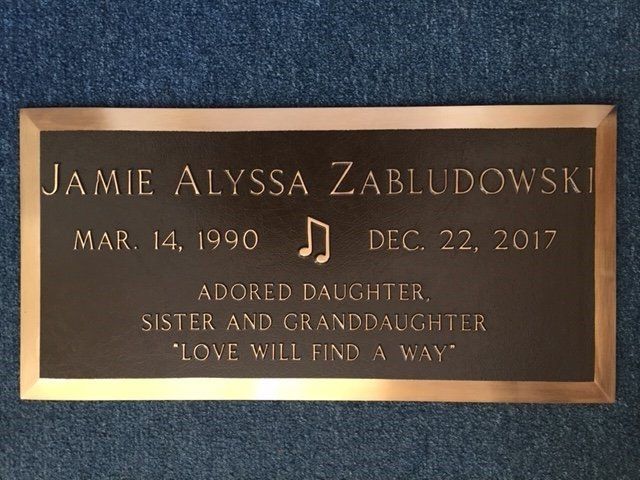 JAMIE ALYSSA ZABLUDOWSKI
MAR. 14, 1990 DEC. 22, 2017
ADORED DAUGHTER,
SISTER AND GRANDDAUGHTER
"LOVE WILL FIND A WAY"